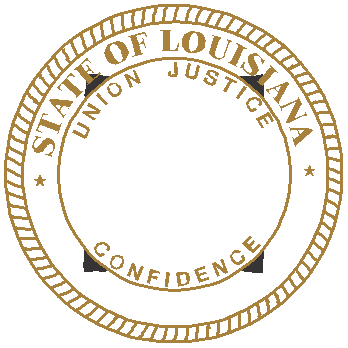 STATE OF LOUISIANA
UNION JUSTICE
CONFIDENCE